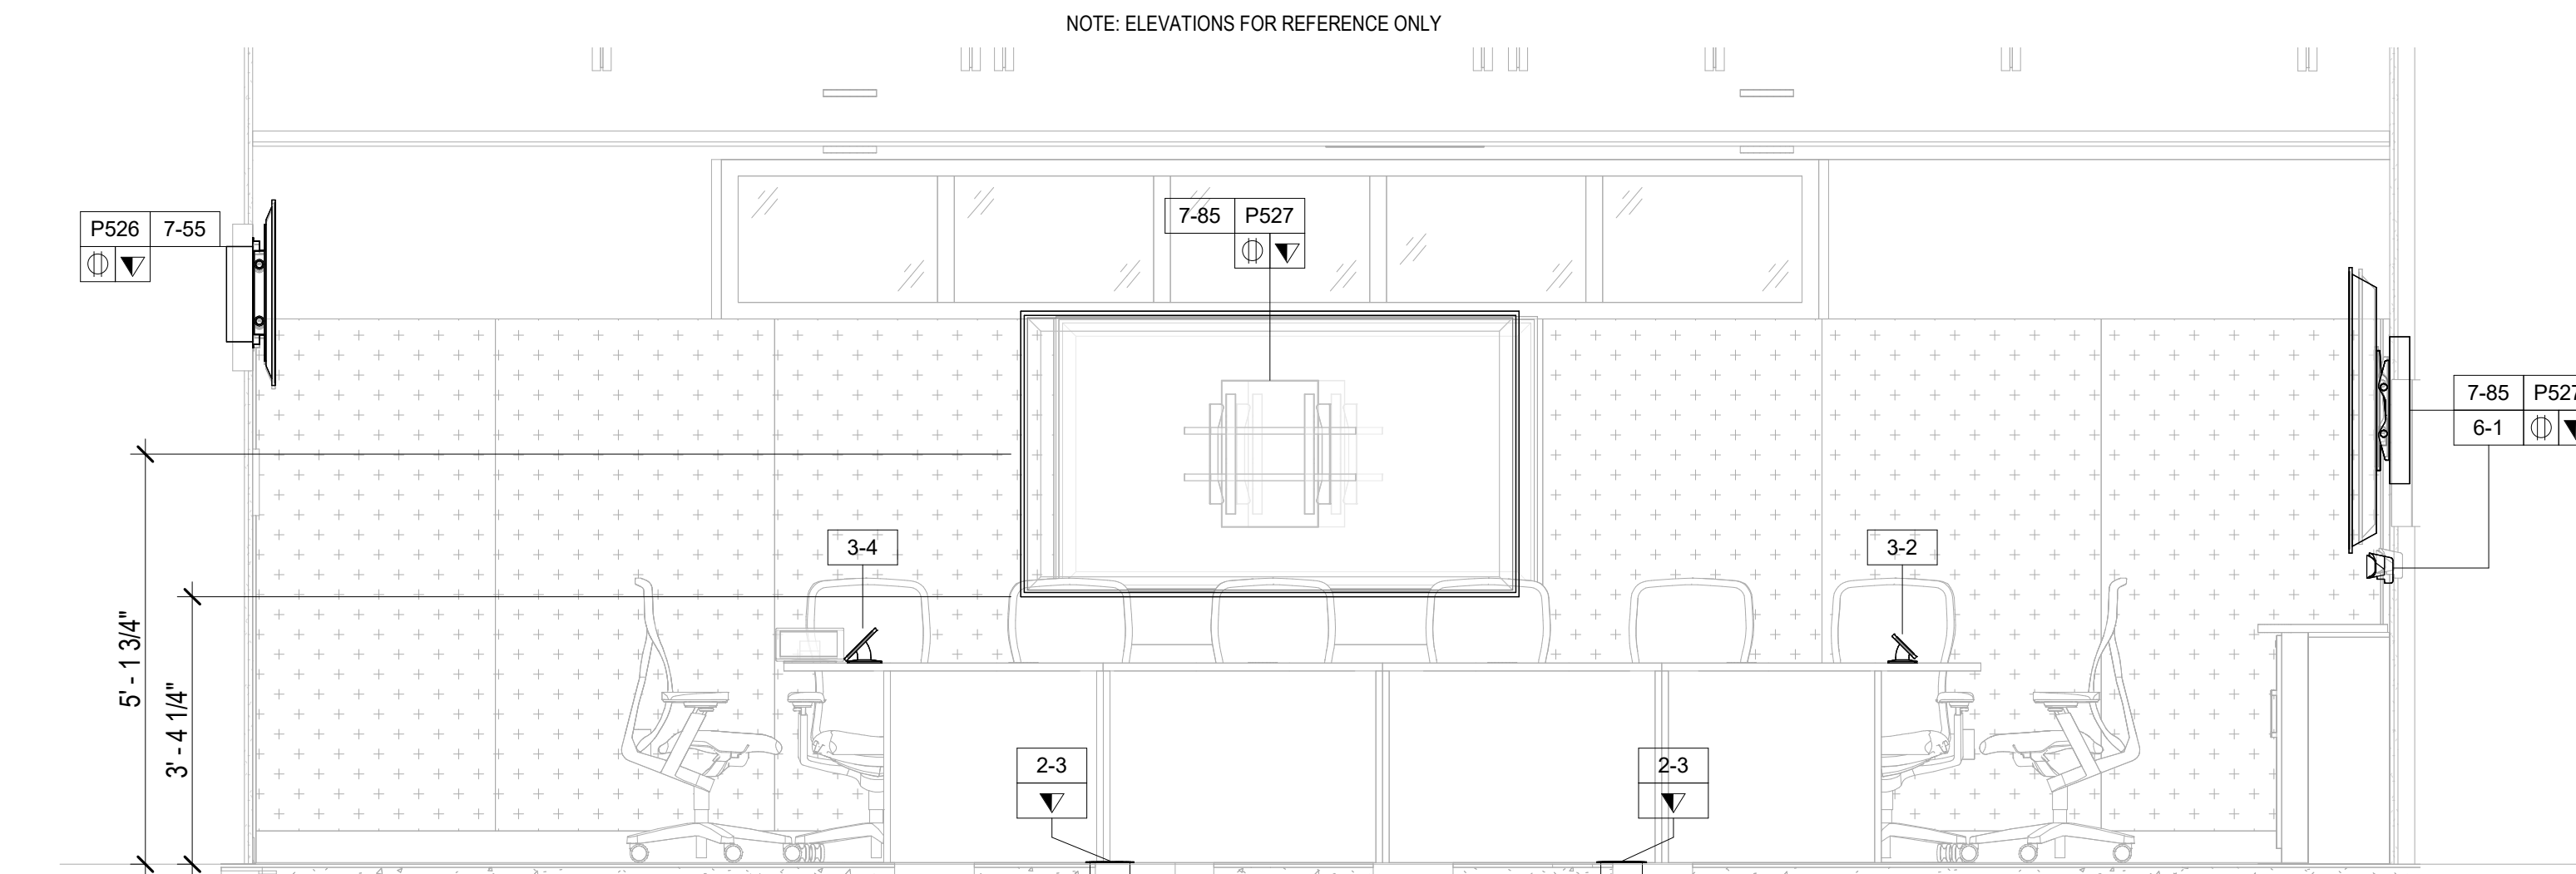 NOTE: ELEVATIONS FOR REFERENCE ONLY
P526 7-55
7-85 P527
7-85 P527
6-1
3-4
3-2
5' - 1 3/4"
3' - 4 1/4"
2-3
2-3